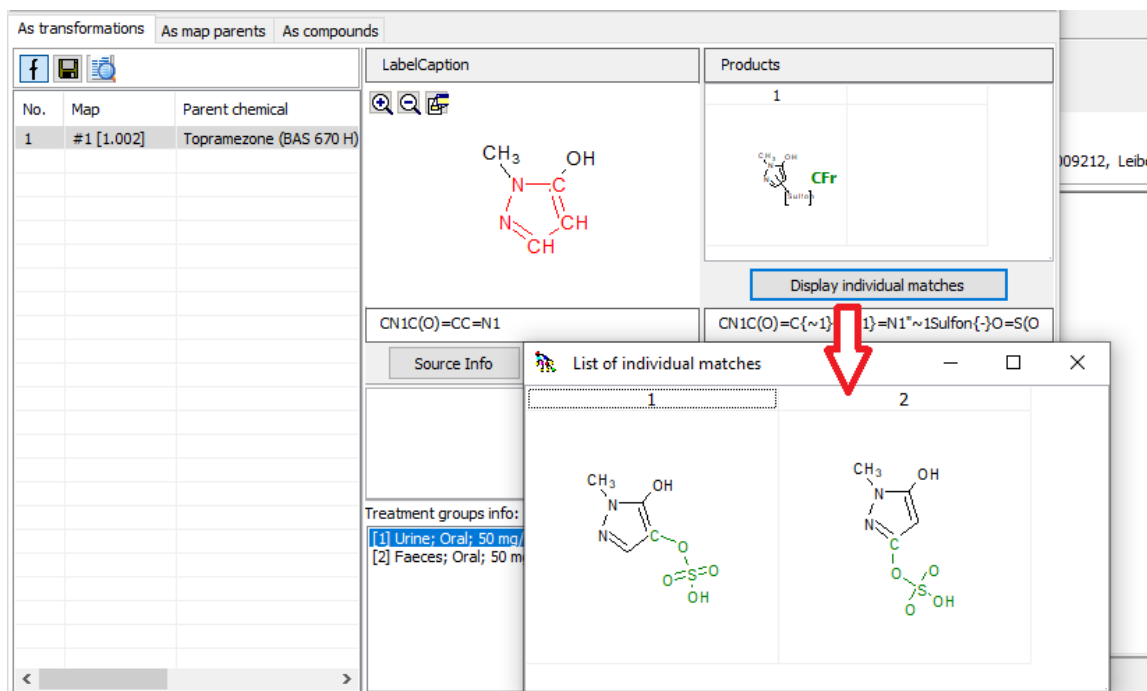 As transformations As map parents As compounds
LabelCaption Products
No. Map Parent chemical
1 #1 [1.002] Topramezone (BAS 670 H)
CH3 OH
N C
N CH
CH
1
CH3 OH
N
N CFr
[Sulfon]
009212, Leib
Display individual matches
CN1C(O)=CC=N1 CN1C(O)=C{~1} 1}=N1"~1Sulfon{-}O=S(O
Source Info
List of individual matches
1 2
CH3 OH
N
N C O
O S O
OH
CH3 OH
N
N
C
O O
S
O OH
Treatment groups info:
[1] Urine; Oral; 50 mg/
[2] Faeces; Oral; 50 m